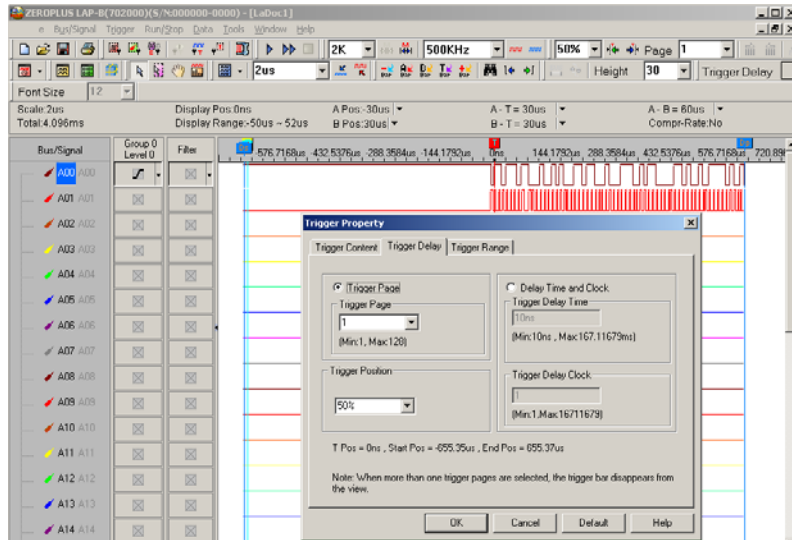 ZEROPLUS LAP-B(702000)(S/N:000000-0000) - [LaDoc1]
Bus/Signal Trigger Run/Stop Data Tools Window Help
2K 500KHz 50% Page 1
2us Height 30 Trigger Delay
Font Size 12
Scale:2us Display Pos:0ns A Pos:-30us A - T = 30us A - B = 60us
Total:4.096ms Display Range:-50us ~ 52us B Pos:30us B - T = 30us Compr-Rate:No
Bus/Signal Group 0 Level 0 Filter
-576.7168us -432.5376us -288.3584us -144.1792us 0ns 144.1792us 288.3584us 432.5376us 576.7168us 720.896
A00 A00
A01 A01
A02 A02
A03 A03
A04 A04
A05 A05
A06 A06
A07 A07
A08 A08
A09 A09
A10 A10
A11 A11
A12 A12
A13 A13
A14 A14
Trigger Property
Trigger Content Trigger Delay Trigger Range
Trigger Page
Trigger Page
1
(Min:1, Max:128)
Trigger Position
50%
Delay Time and Clock
Trigger Delay Time
10ns
(Min:10ns , Max:167.11679ms)
Trigger Delay Clock
1
(Min:1,Max:16711679)
T Pos = 0ns , Start Pos = -655.35us , End Pos = 655.37us
Note: When more than one trigger pages are selected, the trigger bar disappears from
the view.
OK Cancel Default Help